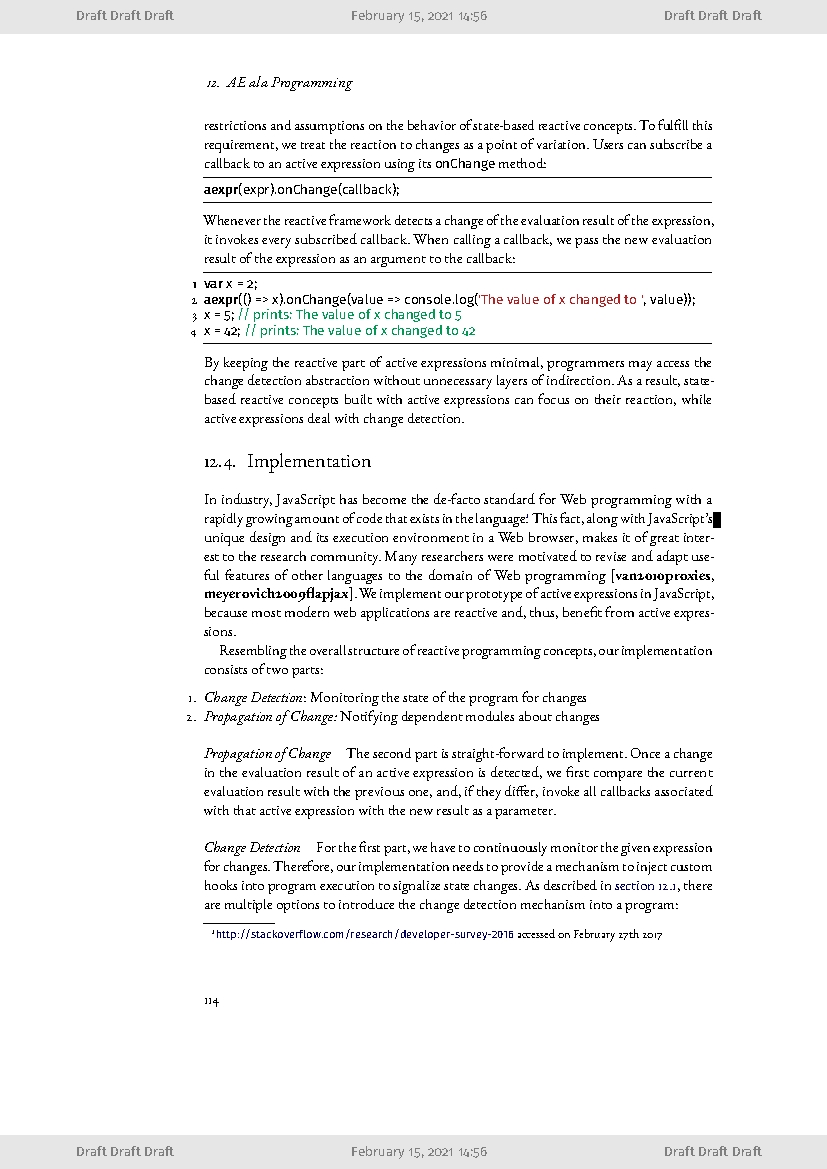 Draft Draft Draft February 15, 2021 14:56 Draft Draft Draft
12. AE ala Programming
restrictions and assumptions on the behavior of state-based reactive concepts. To fulfill this
requirement, we treat the reaction to changes as a point of variation. Users can subscribe a
callback to an active expression using its onChange method:
aexpr(expr).onChange(callback);
Whenever the reactive framework detects a change of the evaluation result of the expression,
it invokes every subscribed callback. When calling a callback, we pass the new evaluation
result of the expression as an argument to the callback:
1 var x = 2;
2 aexpr(() => x).onChange(value => console.log('The value of x changed to ', value));
3 x = 5; // prints: The value of x changed to 5
4 x = 42; // prints: The value of x changed to 42
By keeping the reactive part of active expressions minimal, programmers may access the
change detection abstraction without unnecessary layers of indirection. As a result, state-
based reactive concepts built with active expressions can focus on their reaction, while
active expressions deal with change detection.
12.4. Implementation
In industry, JavaScript has become the de-facto standard for Web programming with a
rapidly growing amount of code that exists in the language¹. This fact, along with JavaScript's
unique design and its execution environment in a Web browser, makes it of great inter-
est to the research community. Many researchers were motivated to revise and adapt use-
ful features of other languages to the domain of Web programming [van2010proxies,
meyerovich2009flapjax]. We implement our prototype of active expressions in JavaScript,
because most modern web applications are reactive and, thus, benefit from active expres-
sions.
Resembling the overall structure of reactive programming concepts, our implementation
consists of two parts:
1. Change Detection: Monitoring the state of the program for changes
2. Propagation of Change: Notifying dependent modules about changes
Propagation of Change The second part is straight-forward to implement. Once a change
in the evaluation result of an active expression is detected, we first compare the current
evaluation result with the previous one, and, if they differ, invoke all callbacks associated
with that active expression with the new result as a parameter.
Change Detection For the first part, we have to continuously monitor the given expression
for changes. Therefore, our implementation needs to provide a mechanism to inject custom
hooks into program execution to signalize state changes. As described in section 12.1, there
are multiple options to introduce the change detection mechanism into a program:
¹http://stackoverflow.com/research/developer-survey-2016 accessed on February 27th 2017
114
Draft Draft Draft February 15, 2021 14:56 Draft Draft Draft